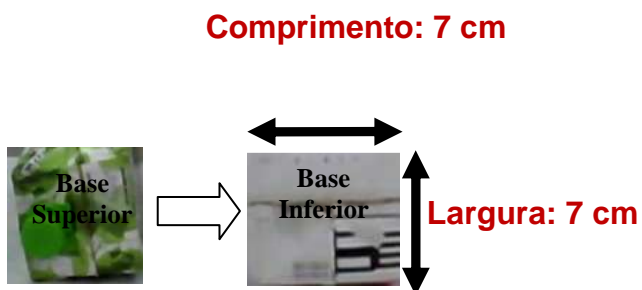 Comprimento: 7 cm
Base
Superior
Base
Inferior
Largura: 7 cm